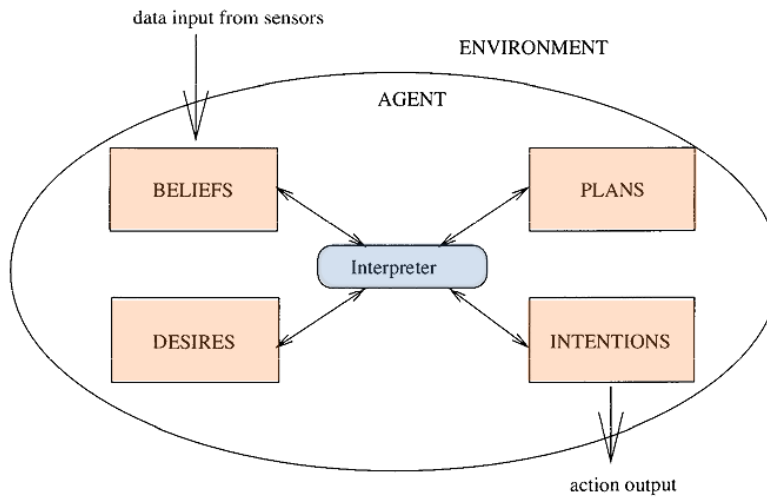 data input from sensors
ENVIRONMENT
AGENT
BELIEFS
PLANS
Interpreter
DESIRES
INTENTIONS
action output